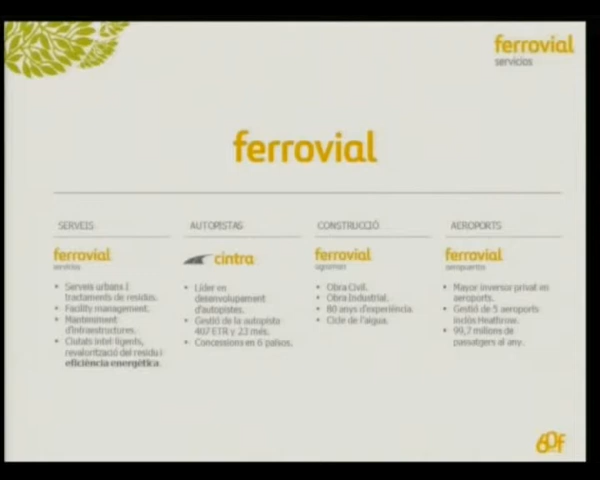 ferrovial
servicios
ferrovial
SERVEIS
ferrovial
servicios
• Serveis urbans i
tractaments de residus.
• Facility management.
• Manteniment
d'infraestructures.
• Ciutats intel·ligents,
revalorització del residu i
eficiència energètica.
AUTOPISTAS
cintra
• Líder en
desenvolupament
d'autopistes.
• Gestió de la autopista
407 ETR y 23 més.
• Concessions en 6 països.
CONSTRUCCIÓ
ferrovial
agroman
• Obra Civil.
• Obra Industrial.
• 80 anys d'experiència.
• Cicle de l'aigua.
AEROPORTS
ferrovial
aeropuertos
• Mayor inversor privat en
aeroports.
• Gestió de 5 aeroports
inclòs Heathrow.
• 99,7 milions de
passatgers al any.
60f